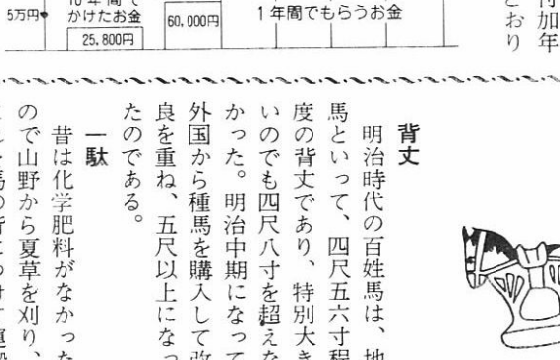 付加年
とおり
5万円
10年間で
かけたお金
25,800円
60,000円
1年間でもらうお金
背丈
明治時代の百姓馬は、地
馬といって、四尺五六寸程
度の背丈であり、特別大き
いのでも四尺八寸を超えな
かった。明治中期になって
外国から種馬を購入して改
良を重ね、五尺以上になっ
たのである。
一駄
昔は化学肥料がなかった
ので山野から夏草を刈り、